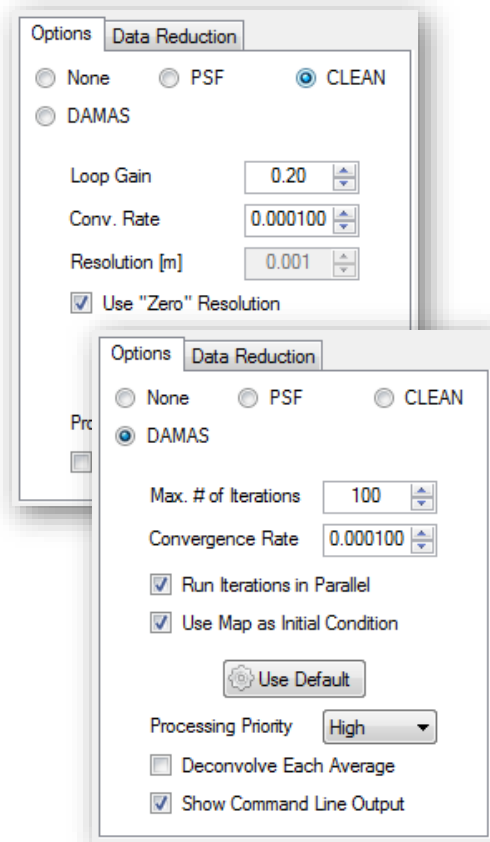 Options Data Reduction
None PSF CLEAN
DAMAS
Loop Gain 0.20
Conv. Rate 0.000100
Resolution [m] 0.001
Use "Zero" Resolution
Options Data Reduction
None PSF CLEAN
DAMAS
Max. # of Iterations 100
Convergence Rate 0.000100
Run Iterations in Parallel
Use Map as Initial Condition
Use Default
Processing Priority High
Deconvolve Each Average
Show Command Line Output